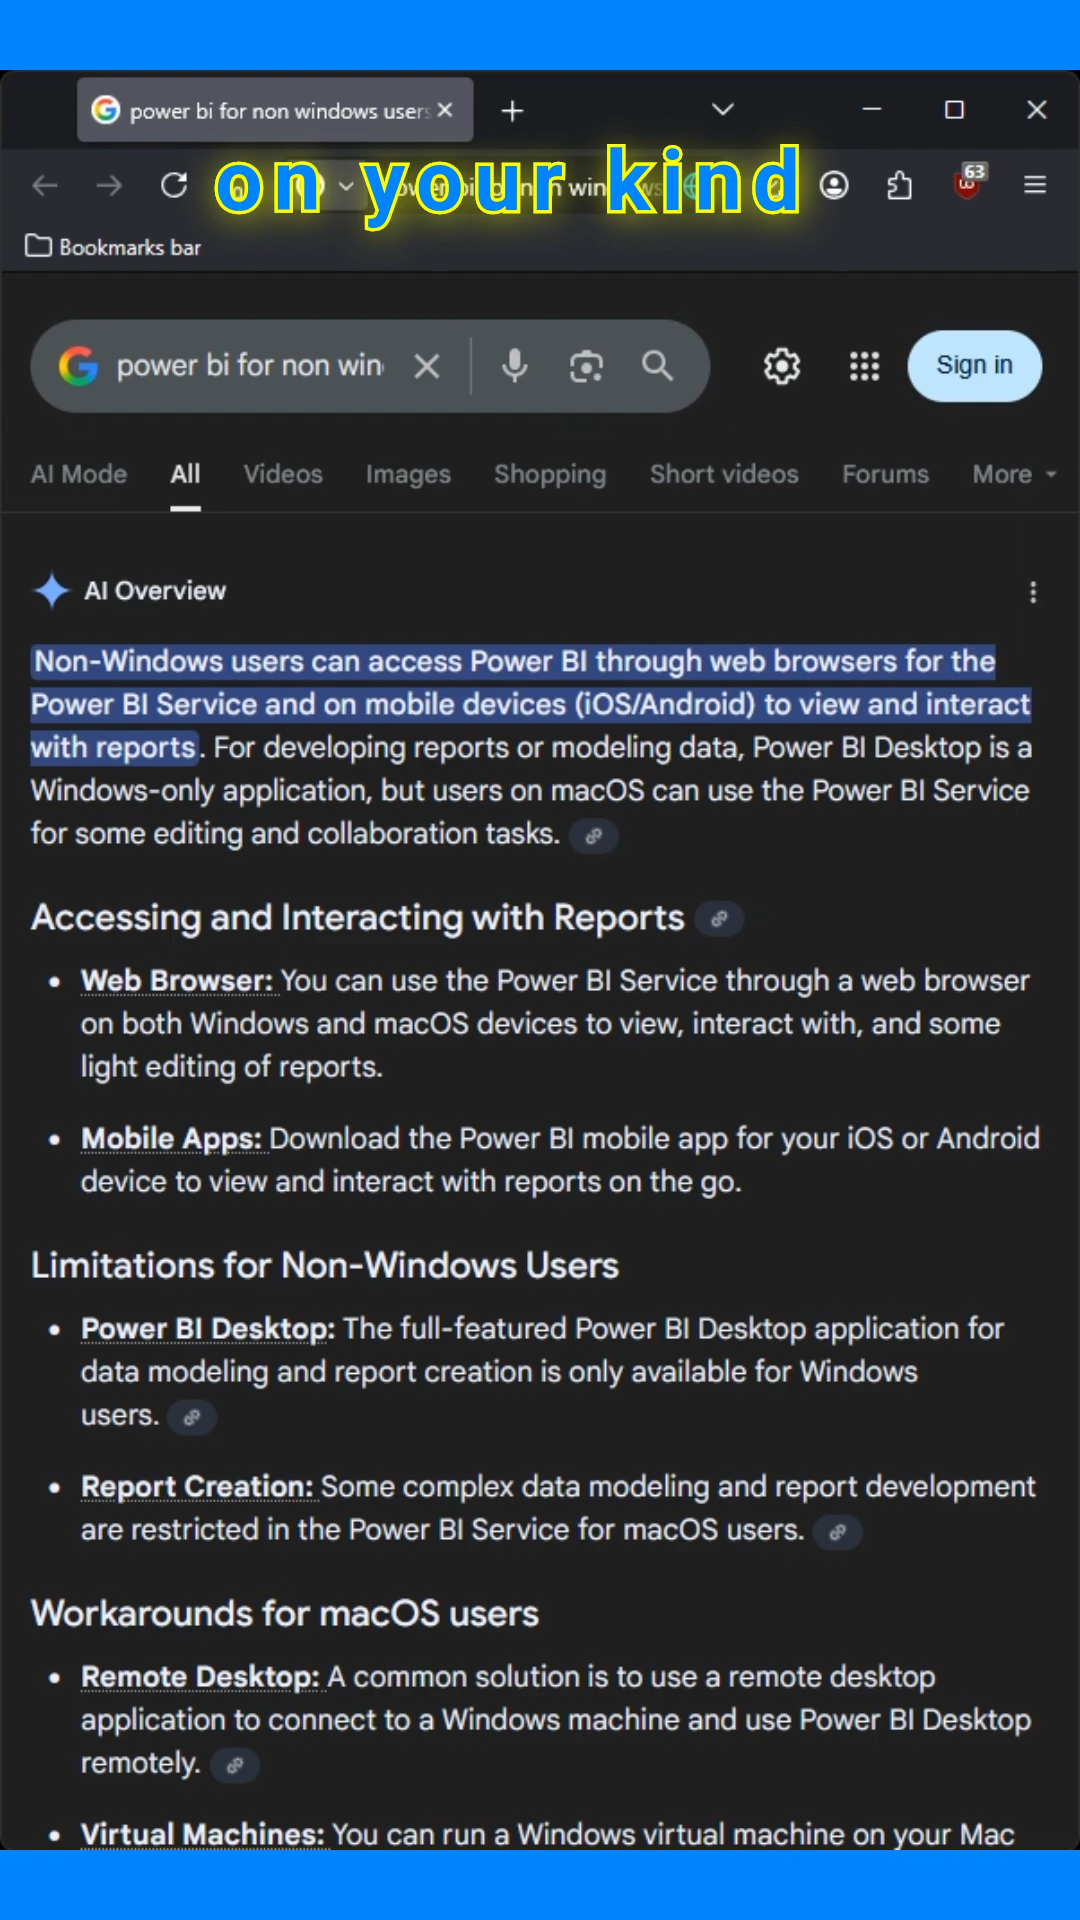 power bi for non windows users
on your kind
Bookmarks bar
63
power bi for non win
Sign in
AI Mode
All
Videos
Images
Shopping
Short videos
Forums
More
AI Overview
Non-Windows users can access Power BI through web browsers for the
Power BI Service and on mobile devices (iOS/Android) to view and interact
with reports. For developing reports or modeling data, Power BI Desktop is a
Windows-only application, but users on macOS can use the Power BI Service
for some editing and collaboration tasks.
Accessing and Interacting with Reports
• Web Browser: You can use the Power BI Service through a web browser
on both Windows and macOS devices to view, interact with, and some
light editing of reports.
• Mobile Apps: Download the Power BI mobile app for your iOS or Android
device to view and interact with reports on the go.
Limitations for Non-Windows Users
• Power BI Desktop: The full-featured Power BI Desktop application for
data modeling and report creation is only available for Windows
users.
• Report Creation: Some complex data modeling and report development
are restricted in the Power BI Service for macOS users.
Workarounds for macOS users
• Remote Desktop: A common solution is to use a remote desktop
application to connect to a Windows machine and use Power BI Desktop
remotely.
• Virtual Machines: You can run a Windows virtual machine on your Mac